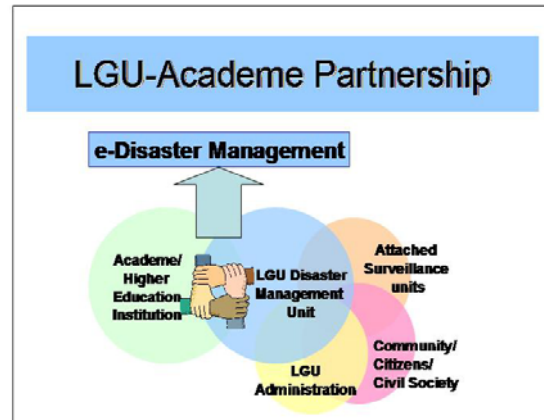 LGU-Academe Partnership
e-Disaster Management
Academe/
Higher
Education
Institution
LGU Disaster
Management
Unit
Attached
Surveillance
units
Community/
Citizens/
Civil Society
LGU
Administration